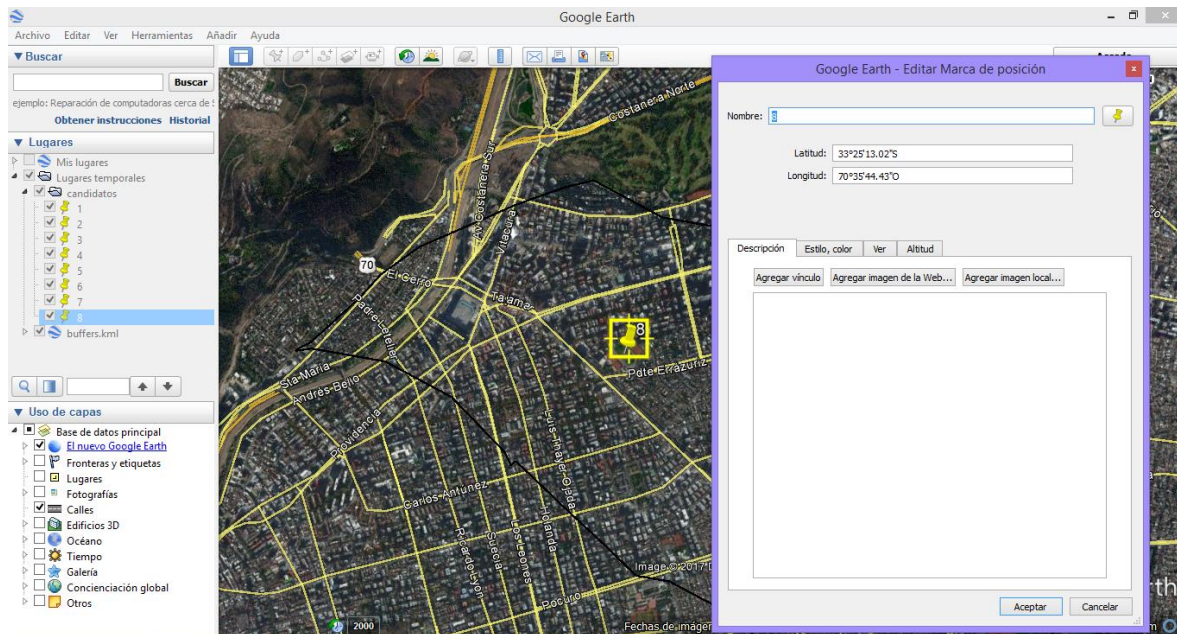 Google Earth
Archivo Editar Ver Herramientas Añadir Ayuda
Buscar
Buscar
ejemplo: Reparación de computadoras cerca de
Obtener instrucciones Historial
Lugares
Mis lugares
Lugares temporales
candidatos
1
2
3
4
5
6
7
8
buffers.kml
Uso de capas
Base de datos principal
El nuevo Google Earth
Fronteras y etiquetas
Lugares
Fotografías
Calles
Edificios 3D
Océano
Tiempo
Galería
Concienciación global
Otros
Costanera Norte
Av Costanera Sur
Vitacura
70
El Cerro
Tajamar
Padre Letelier
8
Pdte Errázuriz
Sta María
Andrés Bello
Providencia
Luis Thayer Ojeda
Carlos Antúnez
Holanda
Los Leones
Suecia
Ricardo Lyon
Pocuro
Image © 2017 D
2000
Fechas de imáger
Google Earth - Editar Marca de posición
Nombre: 8
Latitud: 33°25'13.02"S
Longitud: 70°35'44.43"O
Descripción Estilo, color Ver Altitud
Agregar vínculo Agregar imagen de la Web... Agregar imagen local...
Aceptar Cancelar